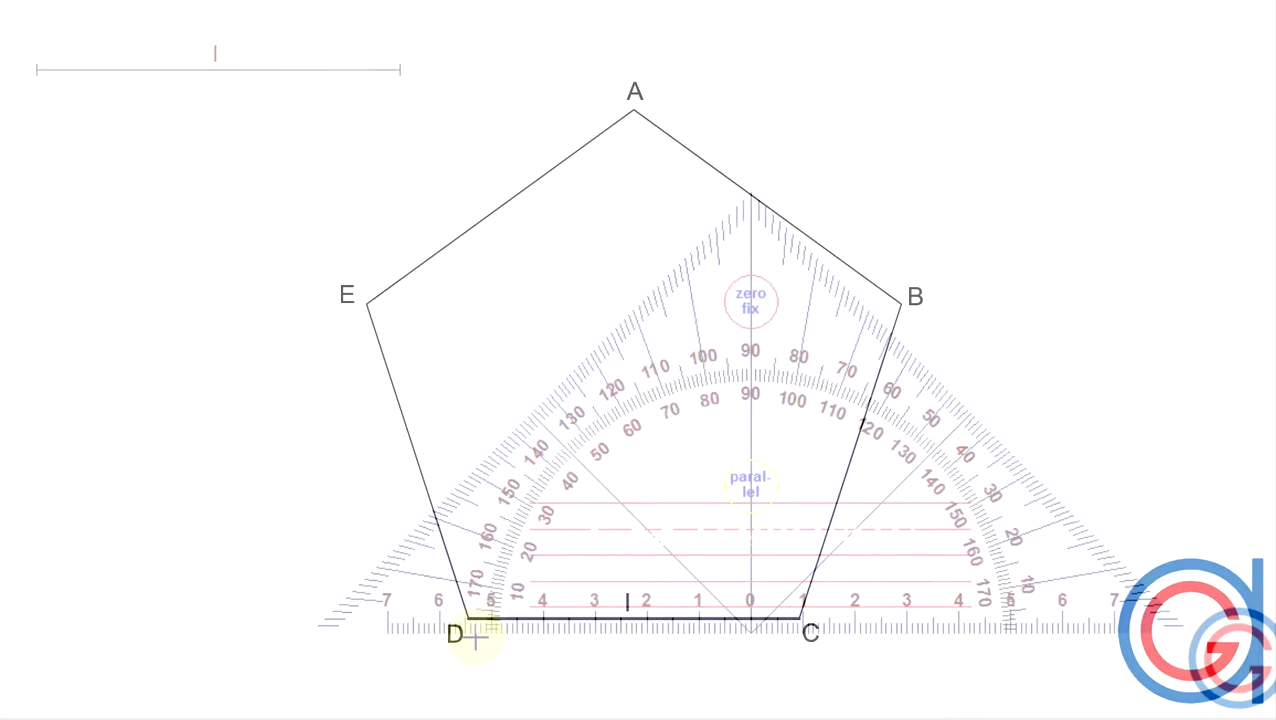 l
A
E
B
zero
fix
100 90 80
110 70
120 60
80 90 100
130 70 110 50
60 120
140 50 130 40
150 40 140 30
paral-
lel
160 30 150 20
170 20 160 10
10 170
7 6 5 4 3 l 2 1 0 1 2 3 4 5 6 7
D
C